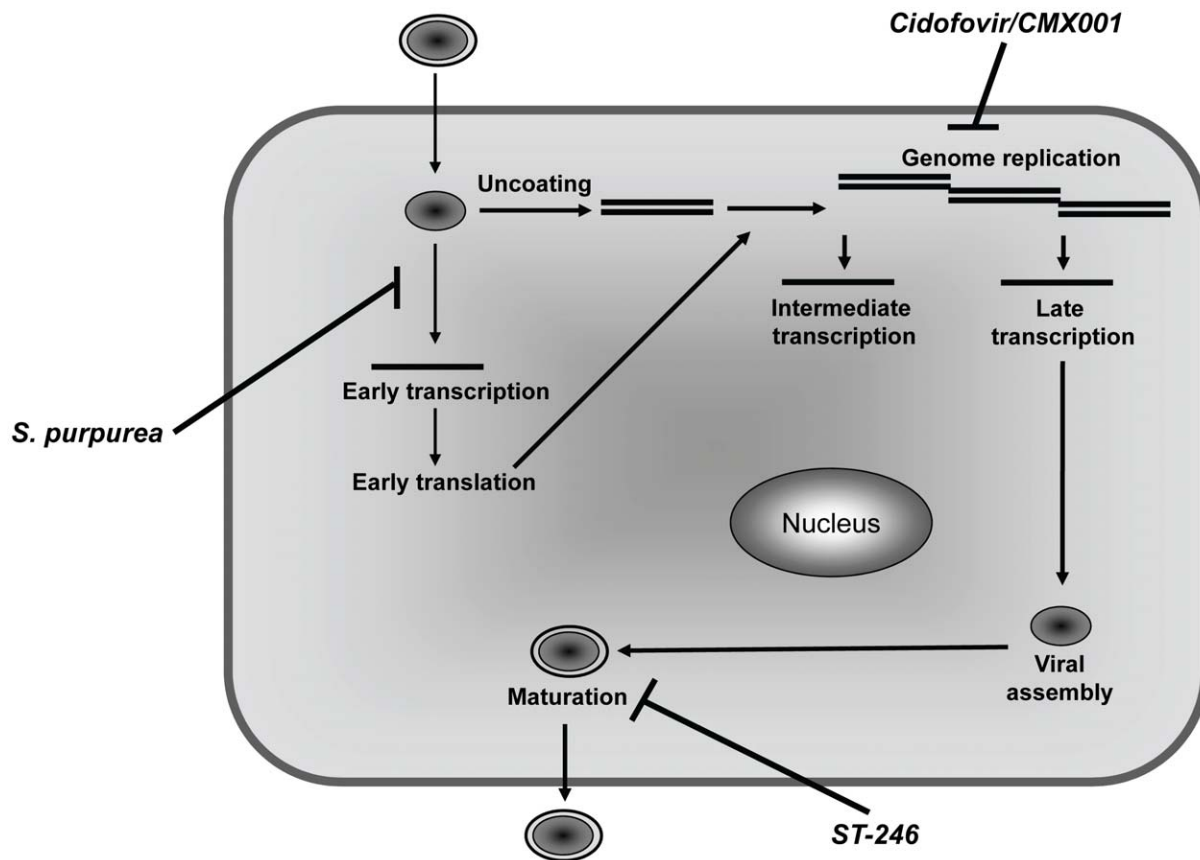 Cidofovir/CMX001
Genome replication
Uncoating
Intermediate
transcription
Late
transcription
Early transcription
S. purpurea
Early translation
Nucleus
Viral
assembly
Maturation
ST-246